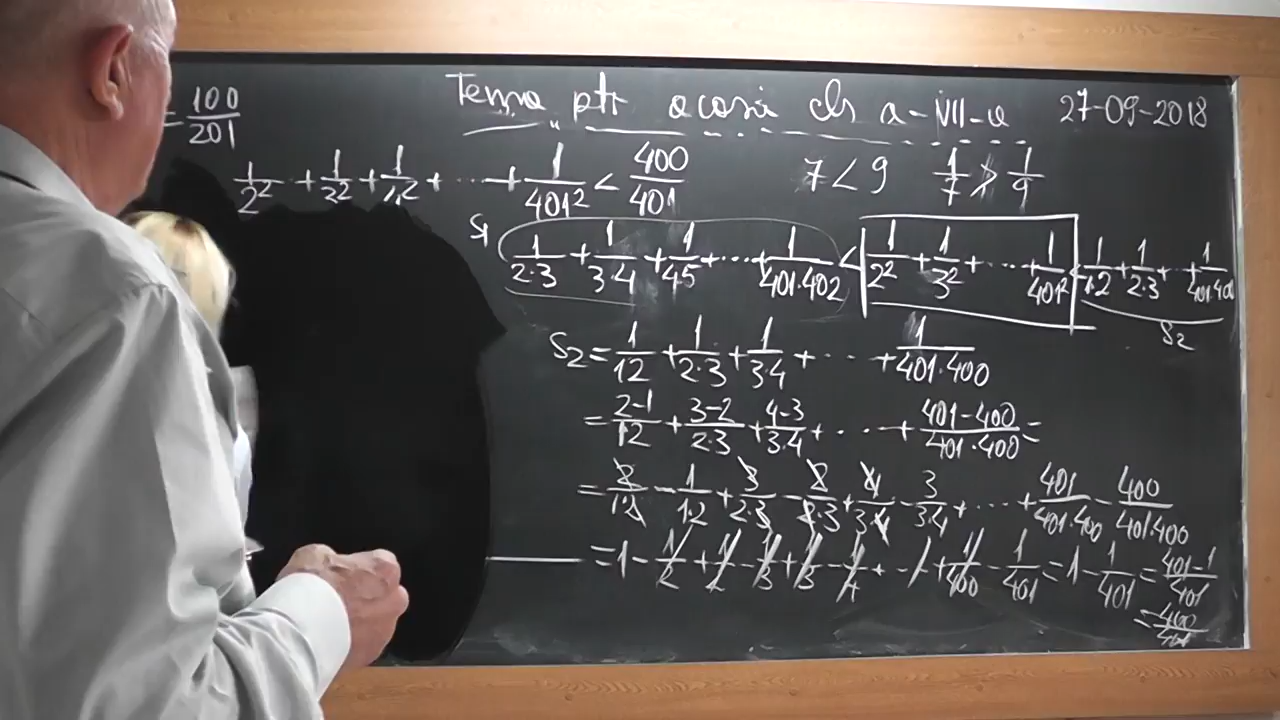 = 100/201
Tema ptr acasă cls a-VII-a 27-09-2018
1/2² + 1/3² + 1/4² + ... + 1/401² < 400/401 7 < 9 1/7 > 1/9
S1 1/2·3 + 1/3·4 + 1/4·5 + ... + 1/401·402 < 1/2² + 1/3² + ... + 1/401² < 1/1·2 + 1/2·3 + ... + 1/401·40
S2
S2 = 1/1·2 + 1/2·3 + 1/3·4 + ... + 1/401·400
= 2-1/1·2 + 3-2/2·3 + 4-3/3·4 + ... + 401-400/401·400 =
= 2/1·2 - 1/1·2 + 3/2·3 - 2/2·3 + 4/3·4 - 3/3·4 + ... + 401/401·400 - 400/401·400
= 1 - 1/2 + 1/2 - 1/3 + 1/3 - 1/4 + - + 1/400 - 1/401 = 1 - 1/401 = 401-1/401
= 400/401